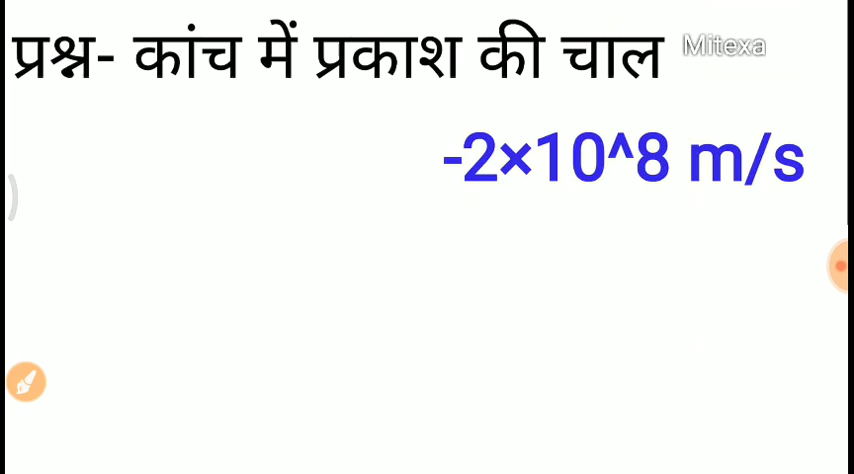 प्रश्न- कांच में प्रकाश की चाल Mitexa
-2×10^8 m/s